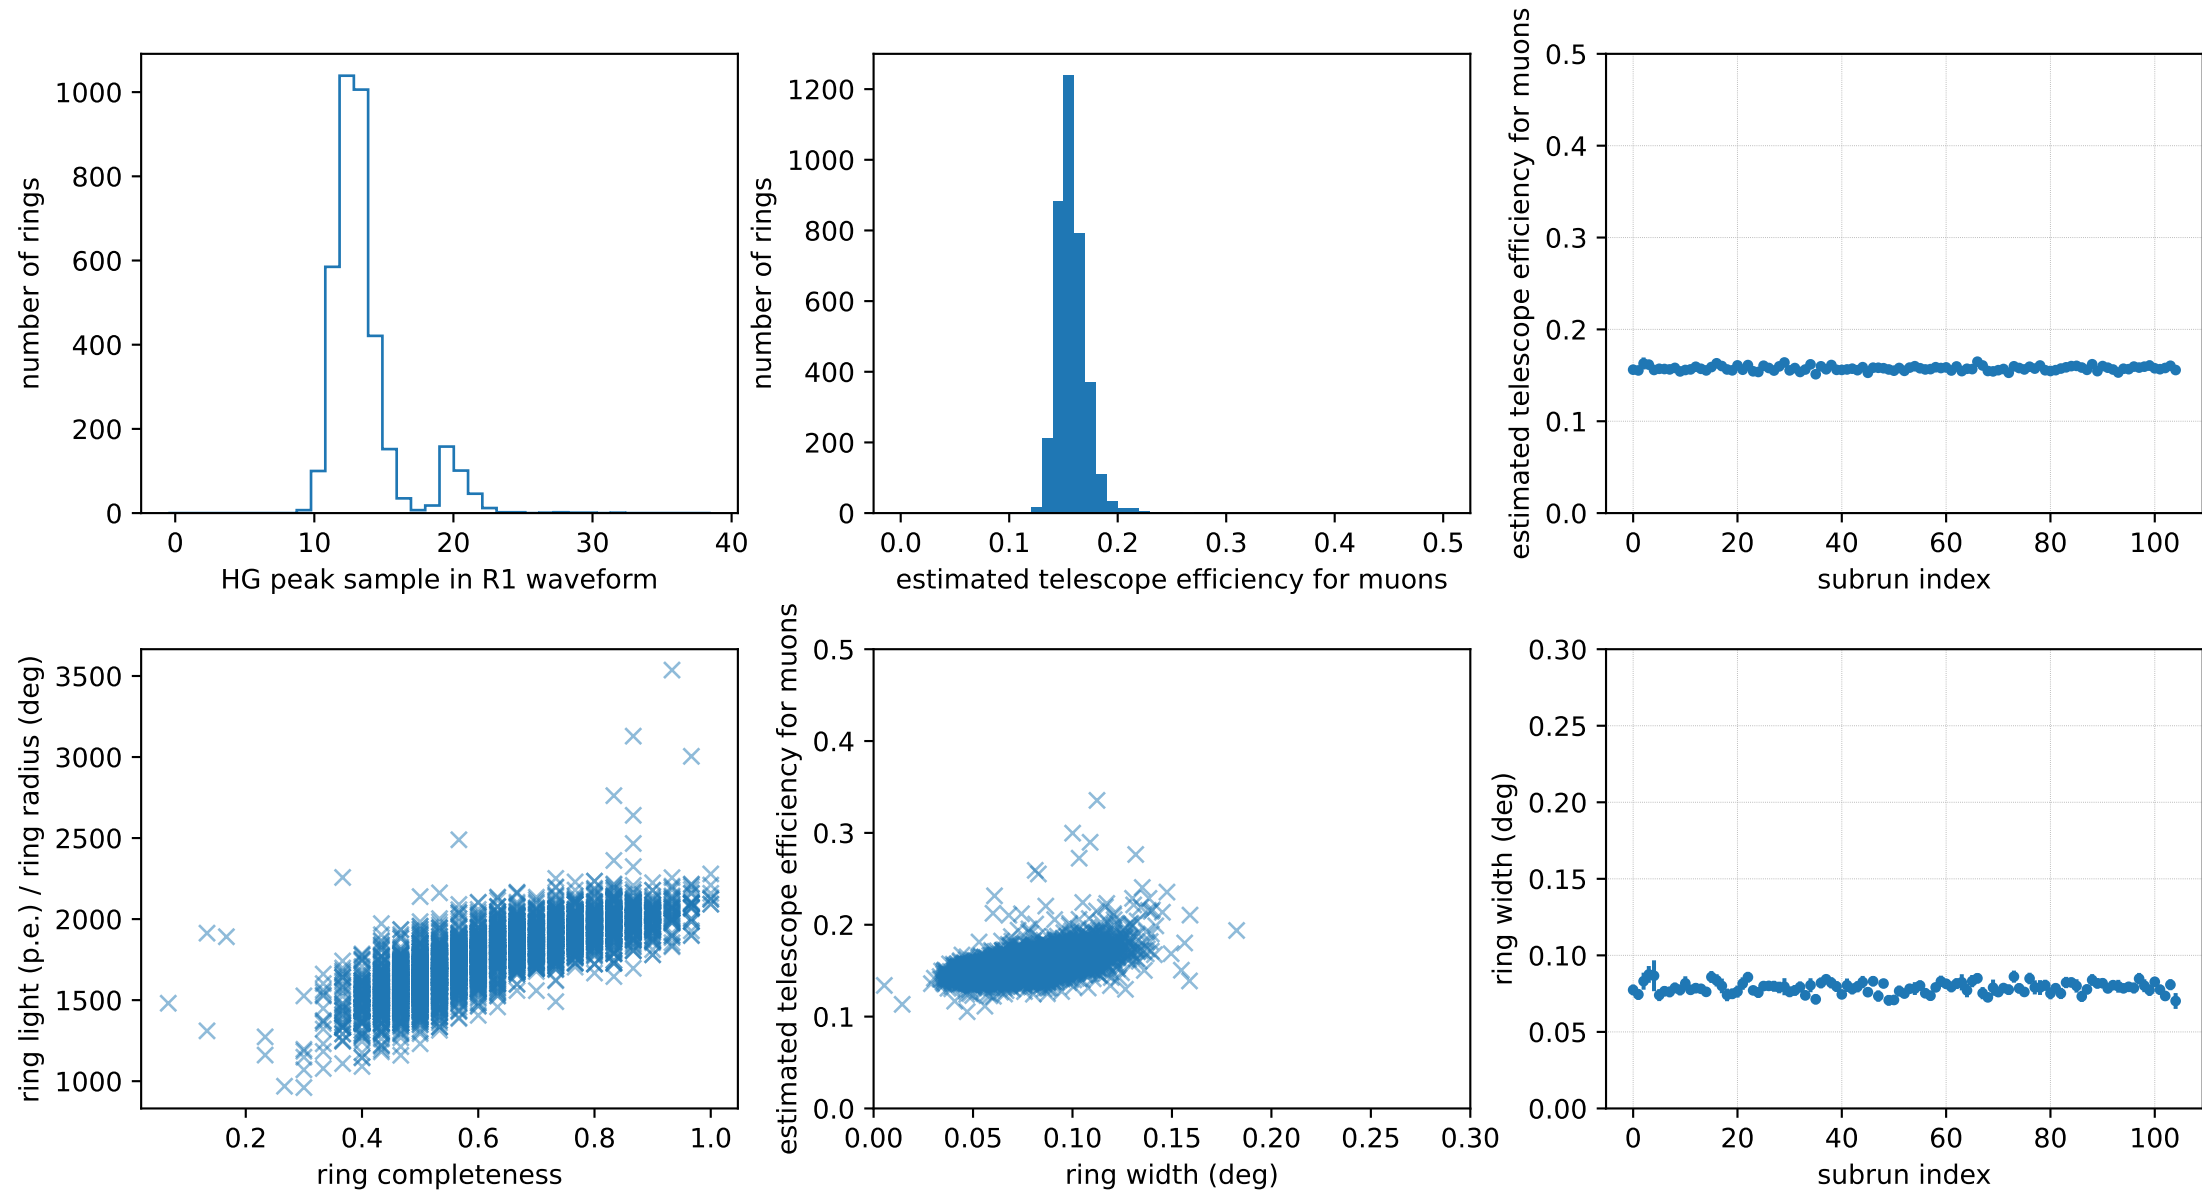 number of rings
1000
800
600
400
200
0
0 10 20 30 40
HG peak sample in R1 waveform
number of rings
1200
1000
800
600
400
200
0
0.0 0.1 0.2 0.3 0.4 0.5
estimated telescope efficiency for muons
estimated telescope efficiency for muons
0.5
0.4
0.3
0.2
0.1
0.0
0 20 40 60 80 100
subrun index
ring light (p.e.) / ring radius (deg)
3500
3000
2500
2000
1500
1000
0.2 0.4 0.6 0.8 1.0
ring completeness
estimated telescope efficiency for muons
0.5
0.4
0.3
0.2
0.1
0.0
0.00 0.05 0.10 0.15 0.20 0.25 0.30
ring width (deg)
ring width (deg)
0.30
0.25
0.20
0.15
0.10
0.05
0.00
0 20 40 60 80 100
subrun index